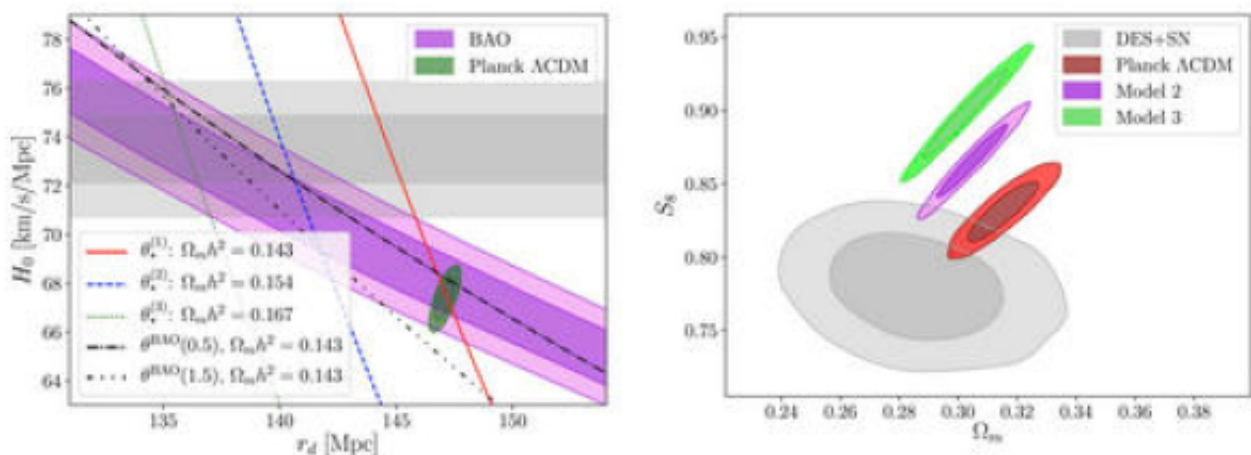 BAO
Planck ΛCDM
78
76
74
72
70
68
66
64
H₀ [km/s/Mpc]
θ⋆⁽¹⁾: Ωₘh² = 0.143
θ⋆⁽²⁾: Ωₘh² = 0.154
θ⋆⁽³⁾: Ωₘh² = 0.167
θᴮᴬᴼ(0.5), Ωₘh² = 0.143
θᴮᴬᴼ(1.5), Ωₘh² = 0.143
135 140 145 150
r_d [Mpc]
DES+SN
Planck ΛCDM
Model 2
Model 3
0.95
0.90
0.85
0.80
0.75
S₈
0.24 0.26 0.28 0.30 0.32 0.34 0.36 0.38
Ωₘ